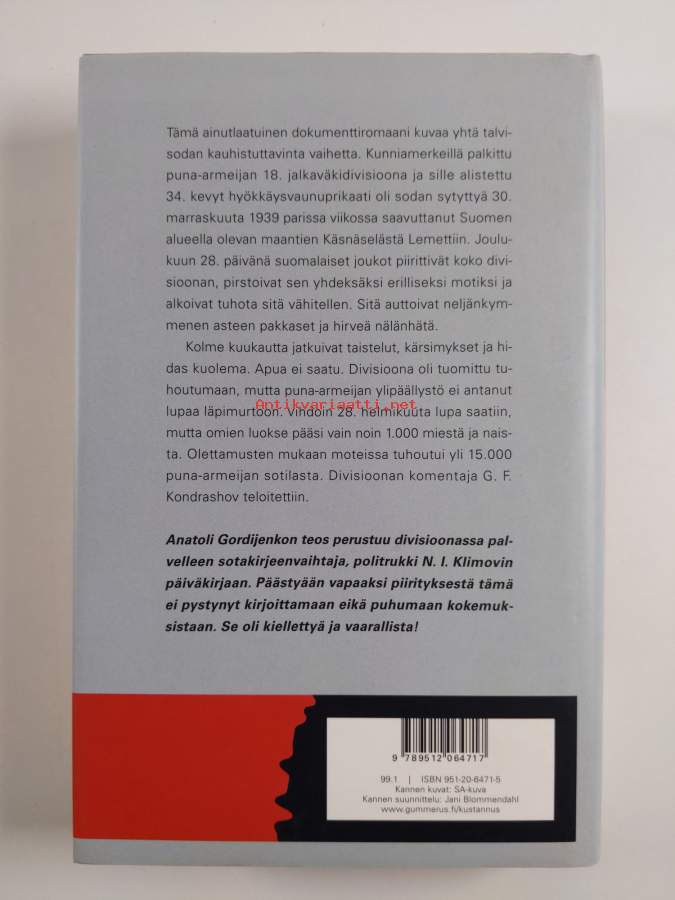 Tämä ainutlaatuinen dokumenttiromaani kuvaa yhtä talvi-
sodan kauhistuttavinta vaihetta. Kunniamerkeillä palkittu
puna-armeijan 18. jalkaväkidivisioona ja sille alistettu
34. kevyt hyökkäysvaunuprikaati oli sodan sytyttyä 30.
marraskuuta 1939 parissa viikossa saavuttanut Suomen
alueella olevan maantien Käsnäselästä Lemettiin. Joulu-
kuun 28. päivänä suomalaiset joukot piirittivät koko divi-
sioonan, pirstoivat sen yhdeksäksi erilliseksi motiksi ja
alkoivat tuhota sitä vähitellen. Sitä auttoivat neljänkym-
menen asteen pakkaset ja hirveä nälänhätä.
Kolme kuukautta jatkuivat taistelut, kärsimykset ja hi-
das kuolema. Apua ei saatu. Divisioona oli tuomittu tu-
houtumaan, mutta puna-armeijan ylipäällystö ei antanut
Antikvariaatti.net
lupaa läpimurtoon. Vihdoin 28. helmikuuta lupa saatiin,
mutta omien luokse pääsi vain noin 1.000 miestä ja nais-
ta. Olettamusten mukaan moteissa tuhoutui yli 15.000
puna-armeijan sotilasta. Divisioonan komentaja G. F.
Kondrashov teloitettiin.
Anatoli Gordijenkon teos perustuu divisioonassa pal-
velleen sotakirjeenvaihtaja, politrukki N. I. Klimovin
päiväkirjaan. Päästyään vapaaksi piirityksestä tämä
ei pystynyt kirjoittamaan eikä puhumaan kokemuk-
sistaan. Se oli kiellettyä ja vaarallista!
9 789512 064717
99.1 | ISBN 951-20-6471-5
Kannen kuvat: SA-kuva
Kannen suunnittelu: Jani Blommendahl
www.gummerus.fi/kustannus